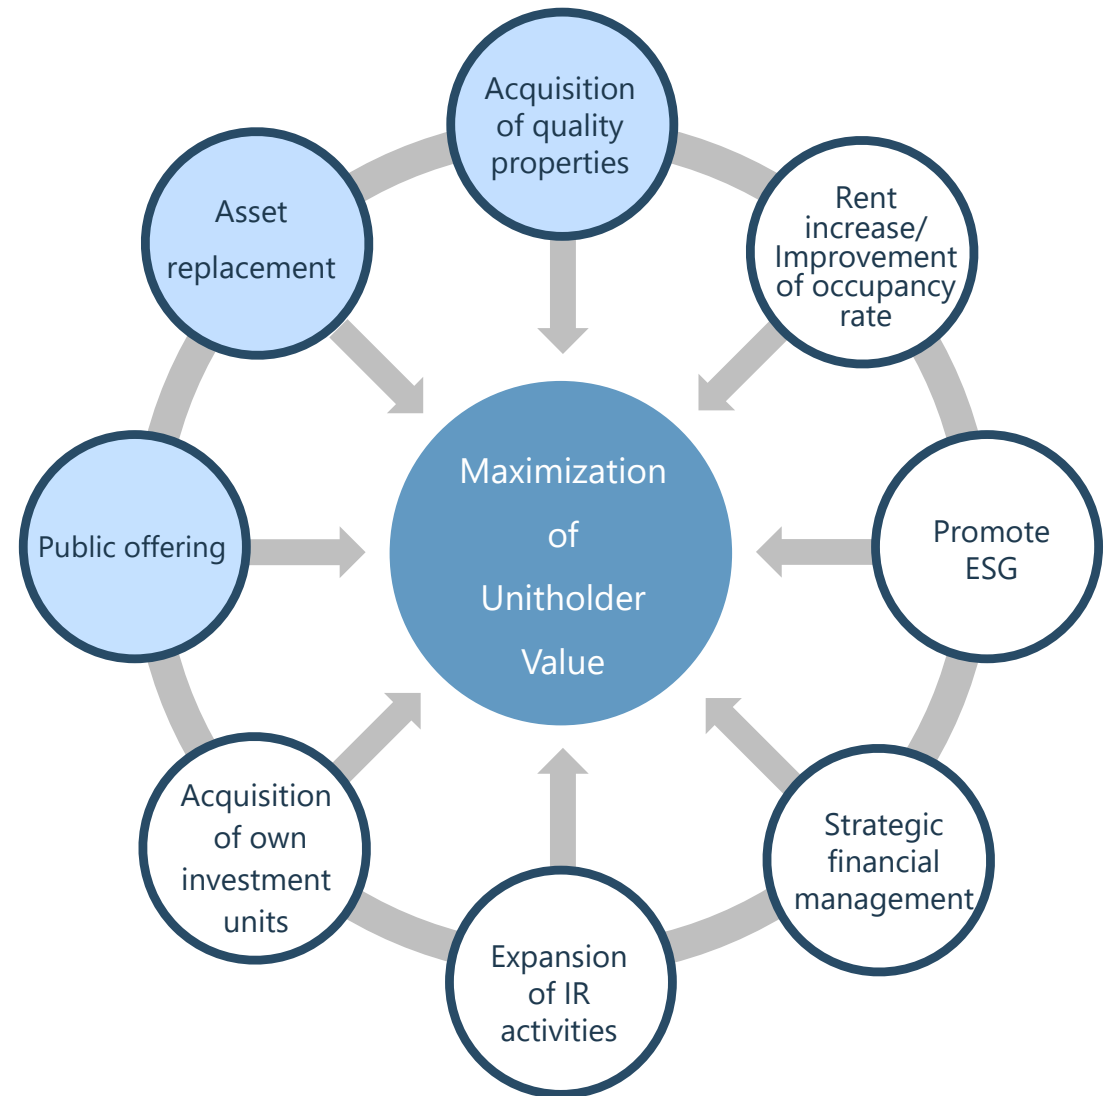 Acquisition
of quality
properties
Rent
increase/
Improvement
of occupancy
rate
Promote
ESG
Strategic
financial
management
Expansion
of IR
activities
Acquisition
of own
investment
units
Public offering
Asset
replacement
Maximization
of
Unitholder
Value